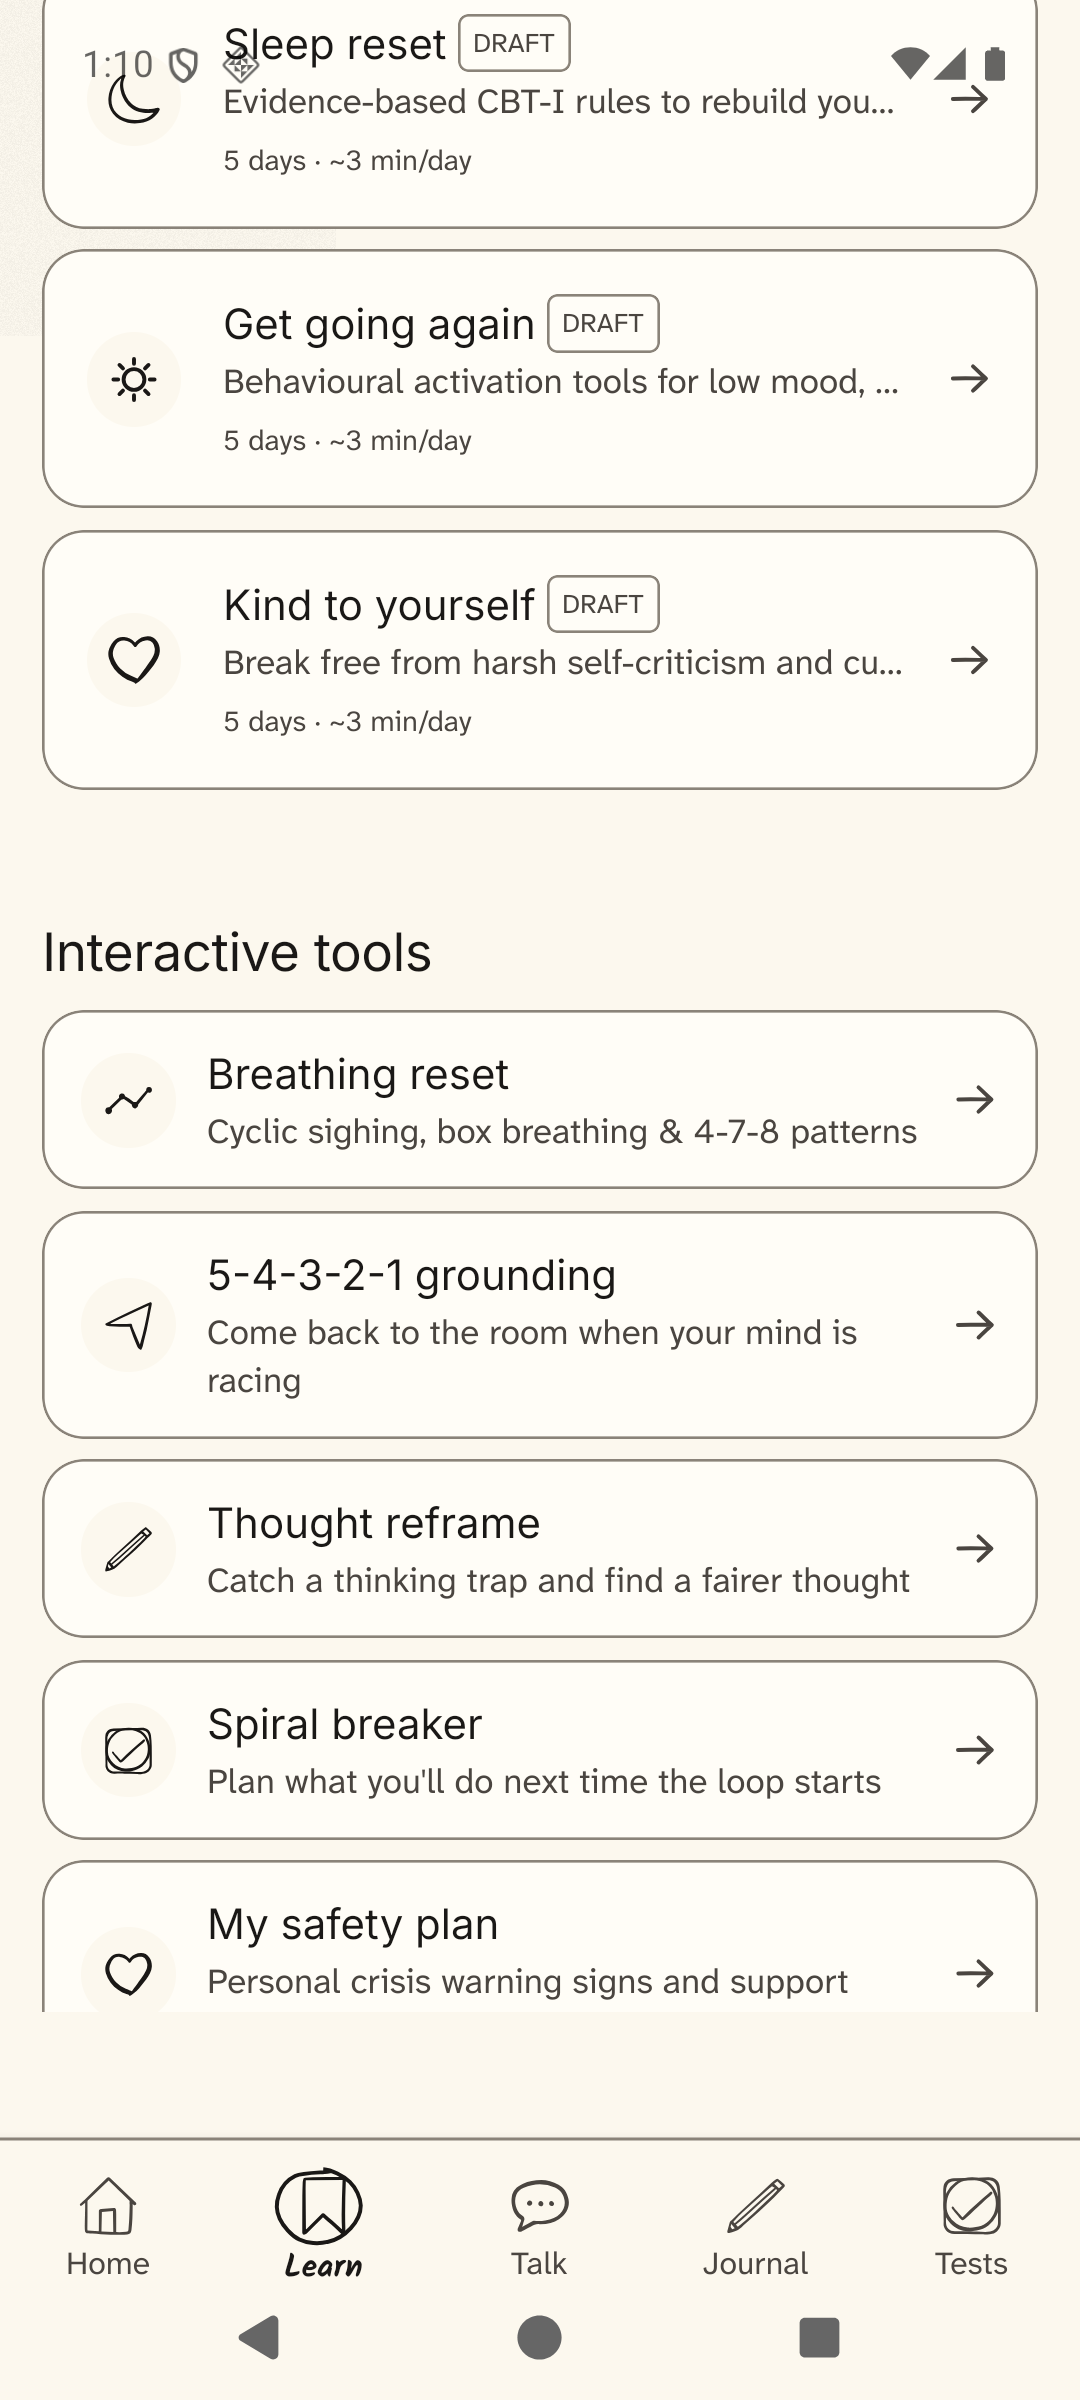 1:10
Sleep reset DRAFT
Evidence-based CBT-I rules to rebuild you...
5 days · ~3 min/day
Get going again DRAFT
Behavioural activation tools for low mood, ...
5 days · ~3 min/day
Kind to yourself DRAFT
Break free from harsh self-criticism and cu...
5 days · ~3 min/day
Interactive tools
Breathing reset
Cyclic sighing, box breathing & 4-7-8 patterns
5-4-3-2-1 grounding
Come back to the room when your mind is
racing
Thought reframe
Catch a thinking trap and find a fairer thought
Spiral breaker
Plan what you'll do next time the loop starts
My safety plan
Personal crisis warning signs and support
Home Learn Talk Journal Tests